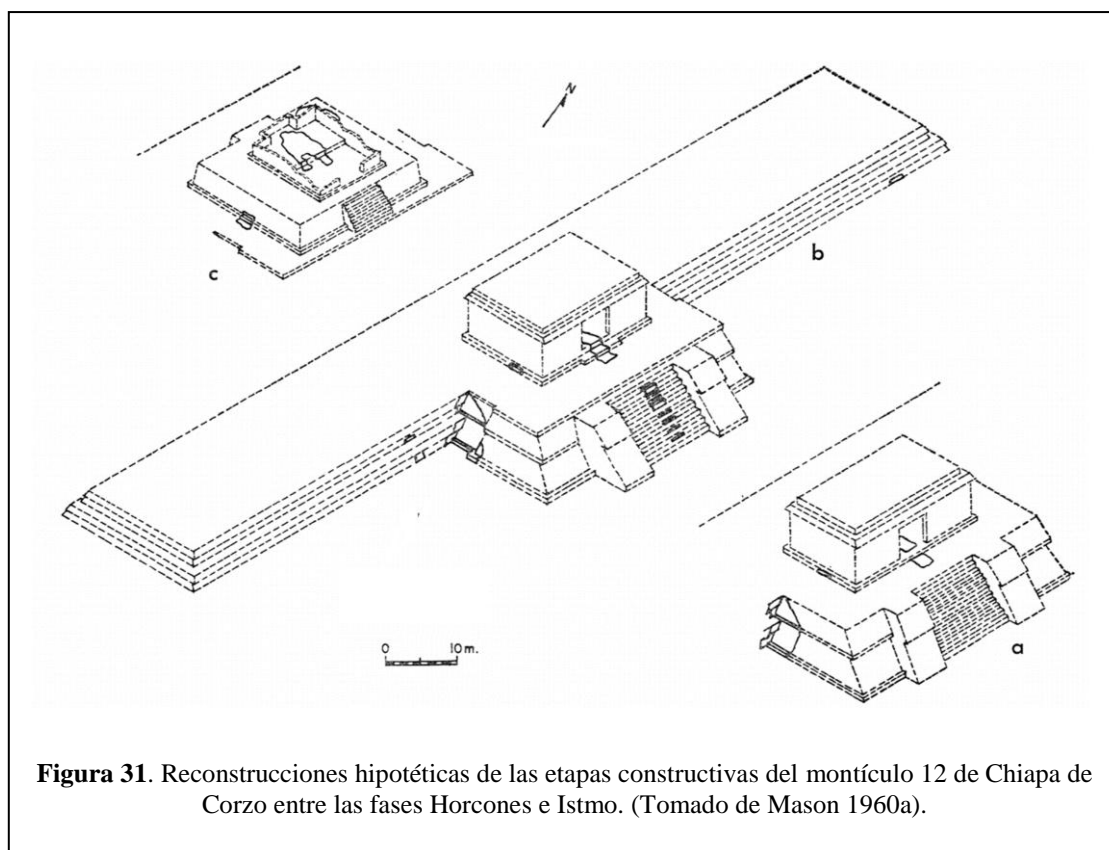 N
b
c
a
0 10 m.
Figura 31. Reconstrucciones hipotéticas de las etapas constructivas del montículo 12 de Chiapa de
Corzo entre las fases Horcones e Istmo. (Tomado de Mason 1960a).